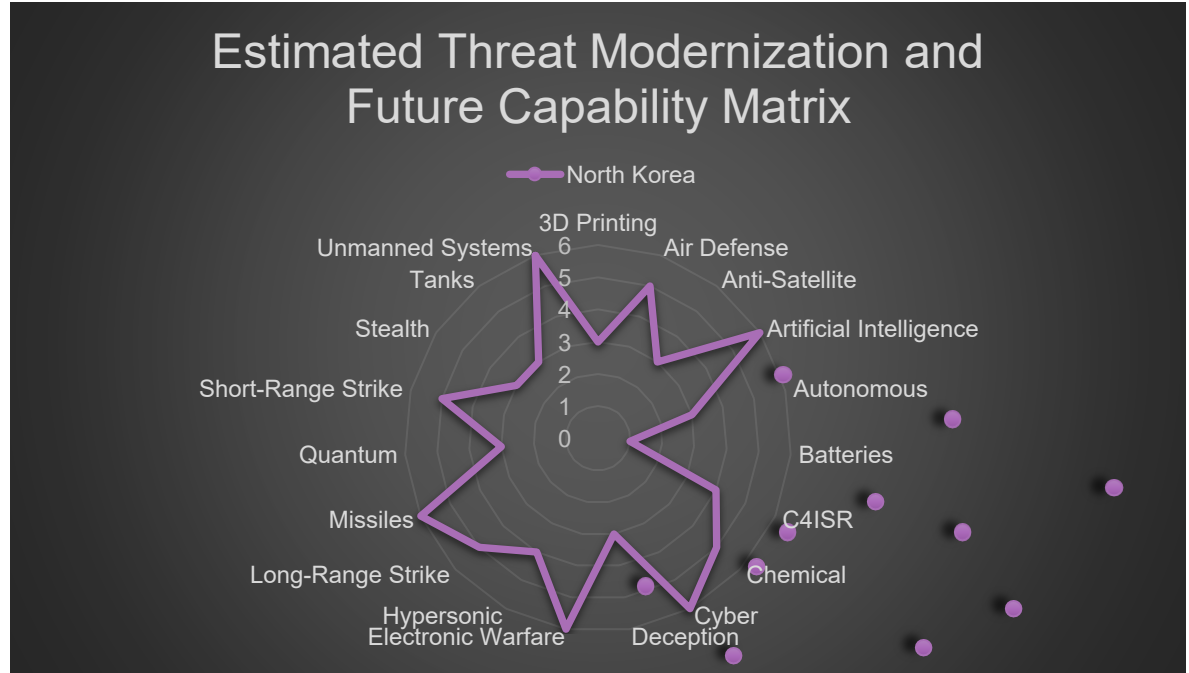 Estimated Threat Modernization and
Future Capability Matrix
North Korea
3D Printing
Unmanned Systems
6
Air Defense
Tanks
5
Anti-Satellite
4
Stealth
3
Artificial Intelligence
Short-Range Strike
2
Autonomous
1
0
Quantum
Batteries
Missiles
C4ISR
Long-Range Strike
Chemical
Hypersonic
Cyber
Electronic Warfare
Deception